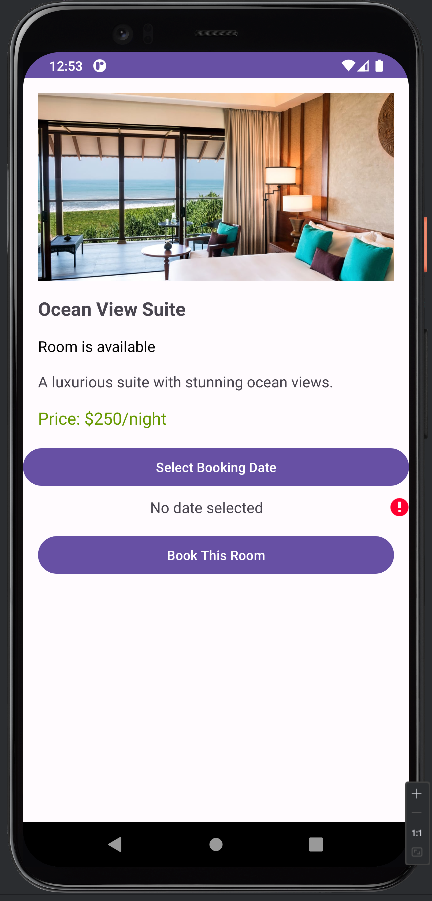 12:53
Ocean View Suite
Room is available
A luxurious suite with stunning ocean views.
Price: $250/night
Select Booking Date
No date selected
Book This Room
1:1